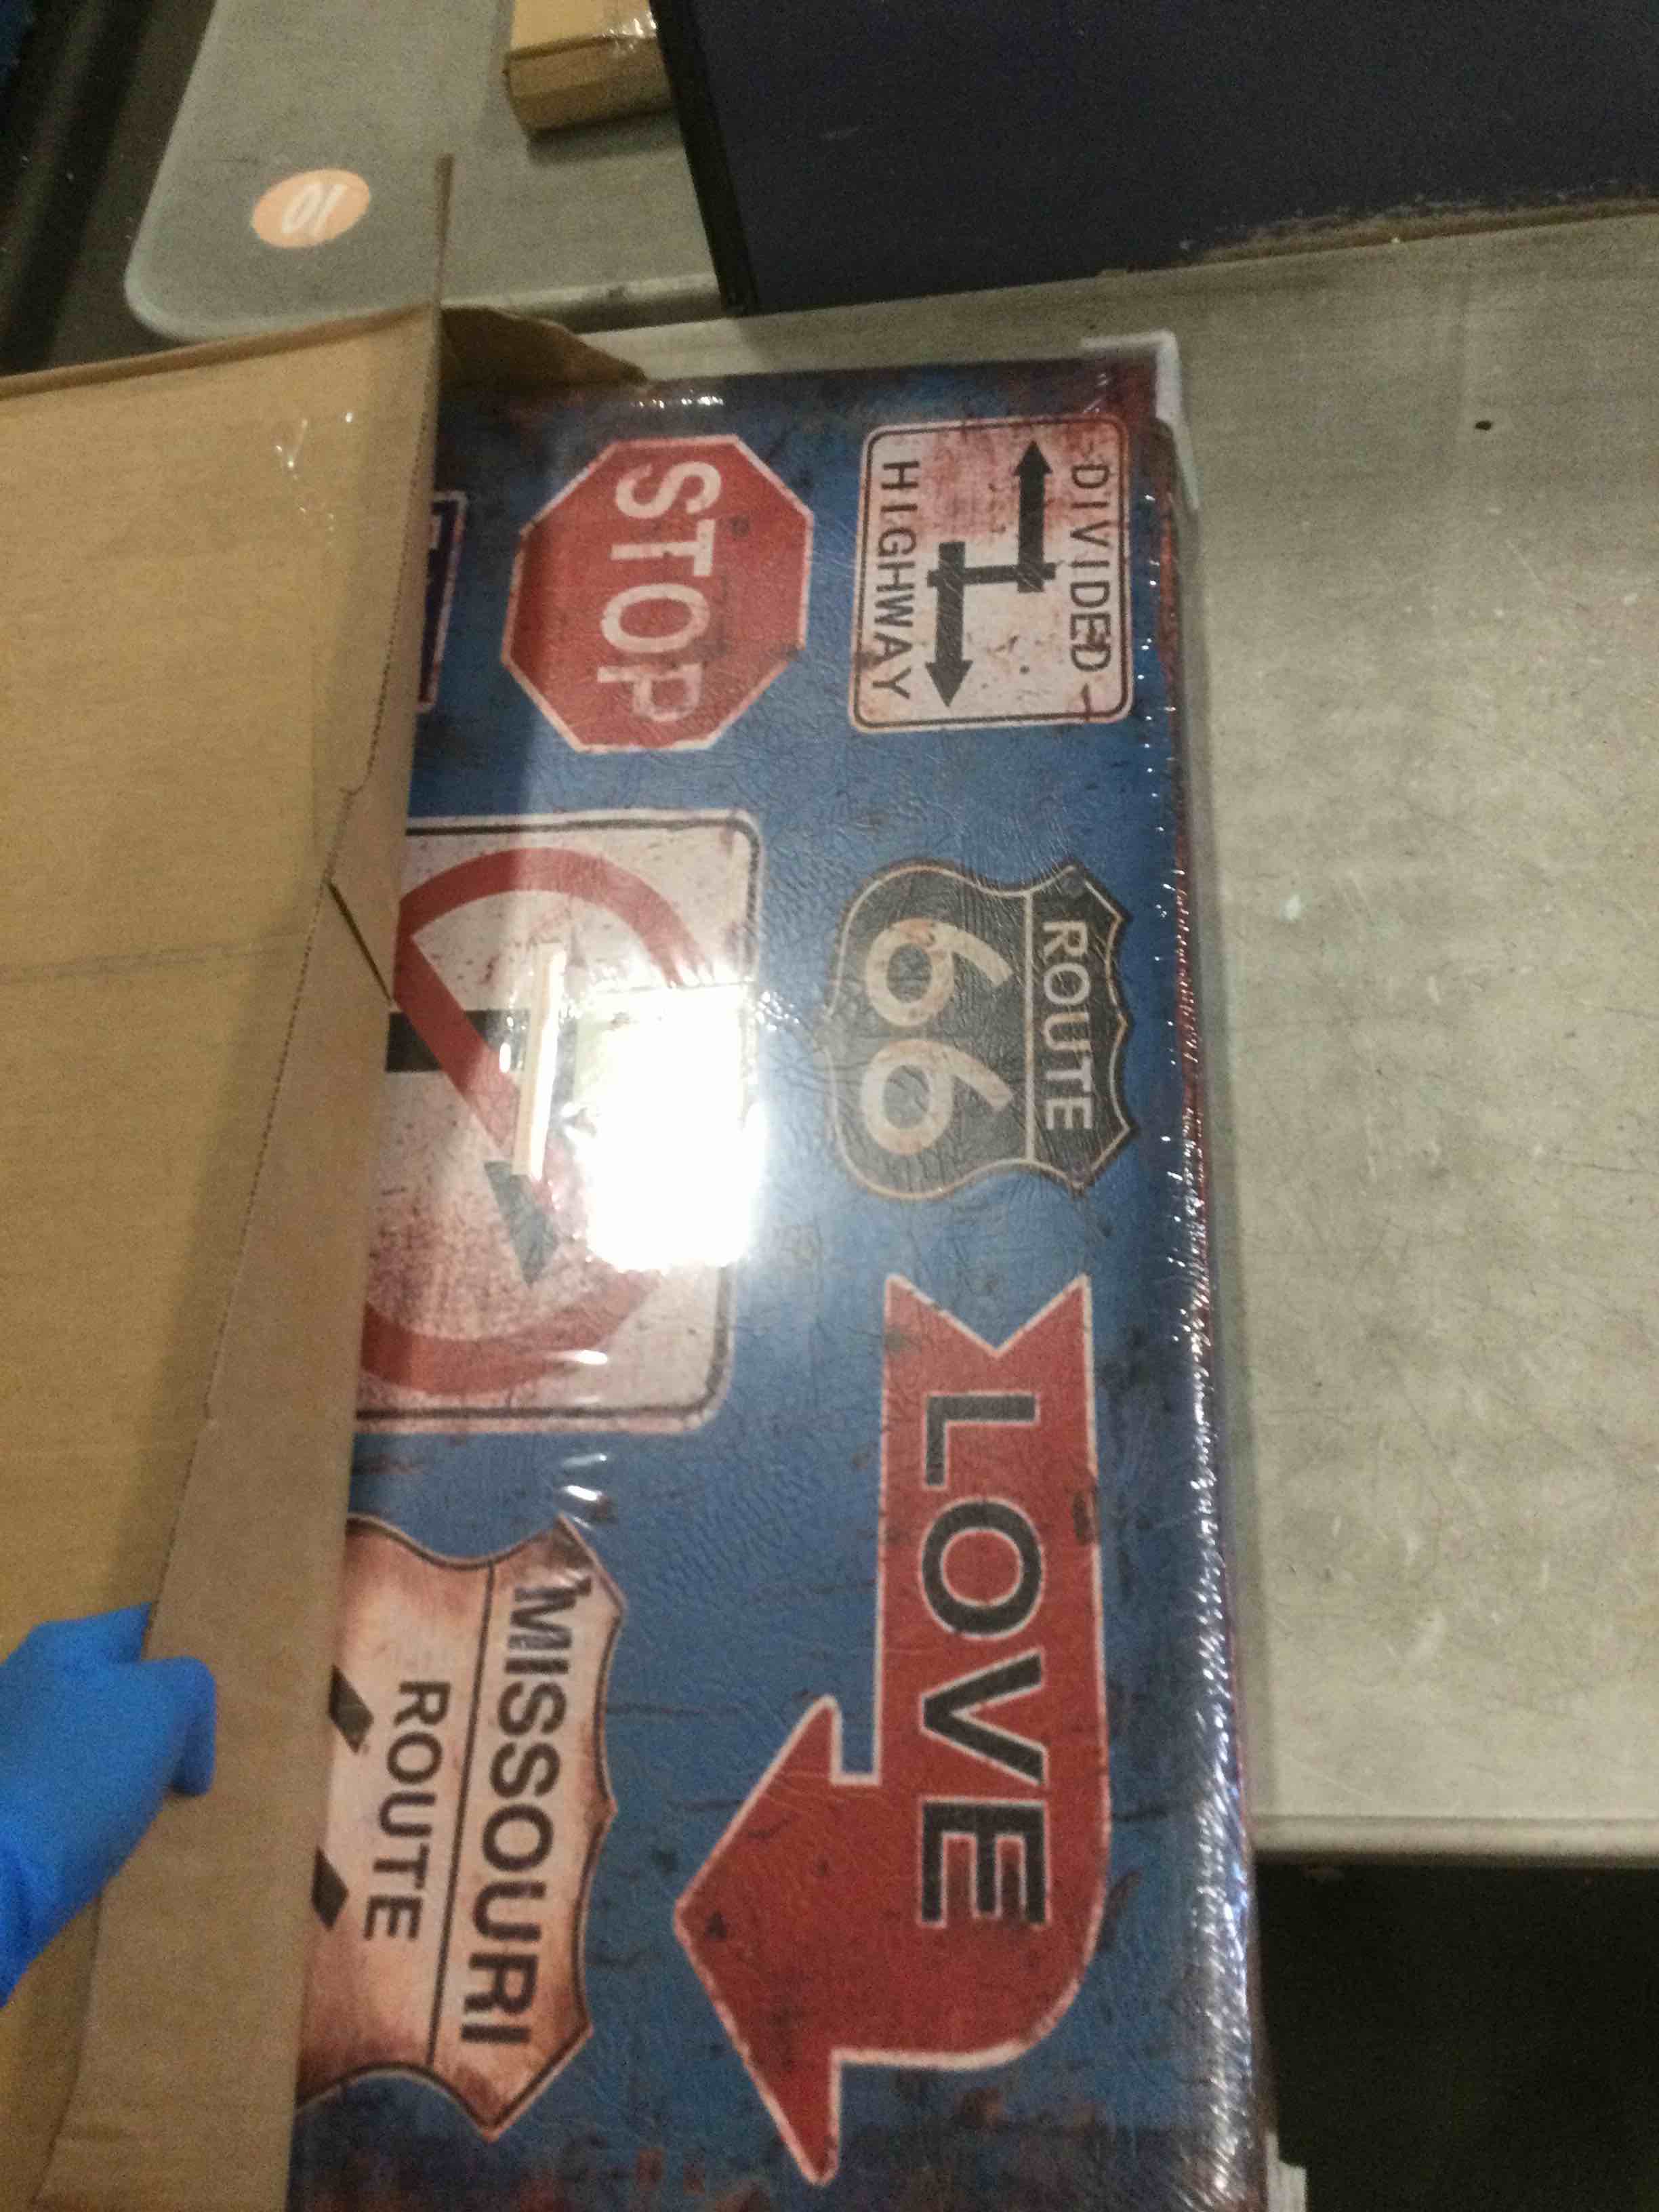 DIVIDED
HIGHWAY
ROUTE
66
LOVE
STOP
MISSOURI
ROUTE
10